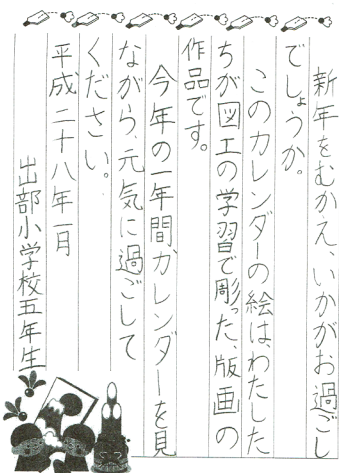 新年をむかえ、いかがお過ごし
でしょうか。
このカレンダーの絵は、わたした
ちが図工の学習で彫った、版画の
作品です。
今年の一年間、カレンダーを見
ながら、元気に過ごして
ください。
平成二十八年一月
出部小学校五年生